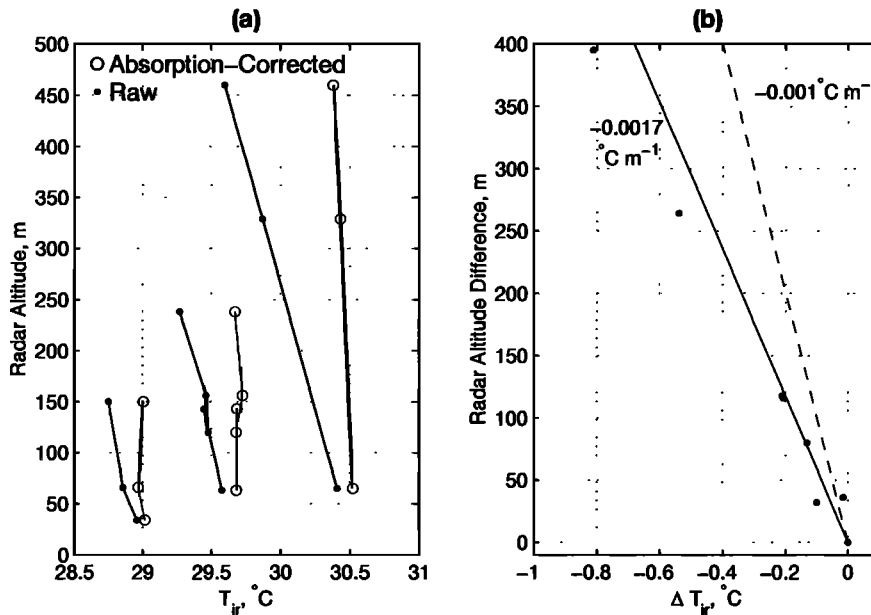 (a)
500
450
400
350
300
250
200
150
100
50
0
Radar Altitude, m
Absorption–Corrected
Raw
28.5 29 29.5 30 30.5 31
T_ir, °C
(b)
400
350
300
250
200
150
100
50
0
Radar Altitude Difference, m
−0.001°C m⁻
−0.0017
°C m⁻¹
−1 −0.8 −0.6 −0.4 −0.2 0
Δ T_ir, °C